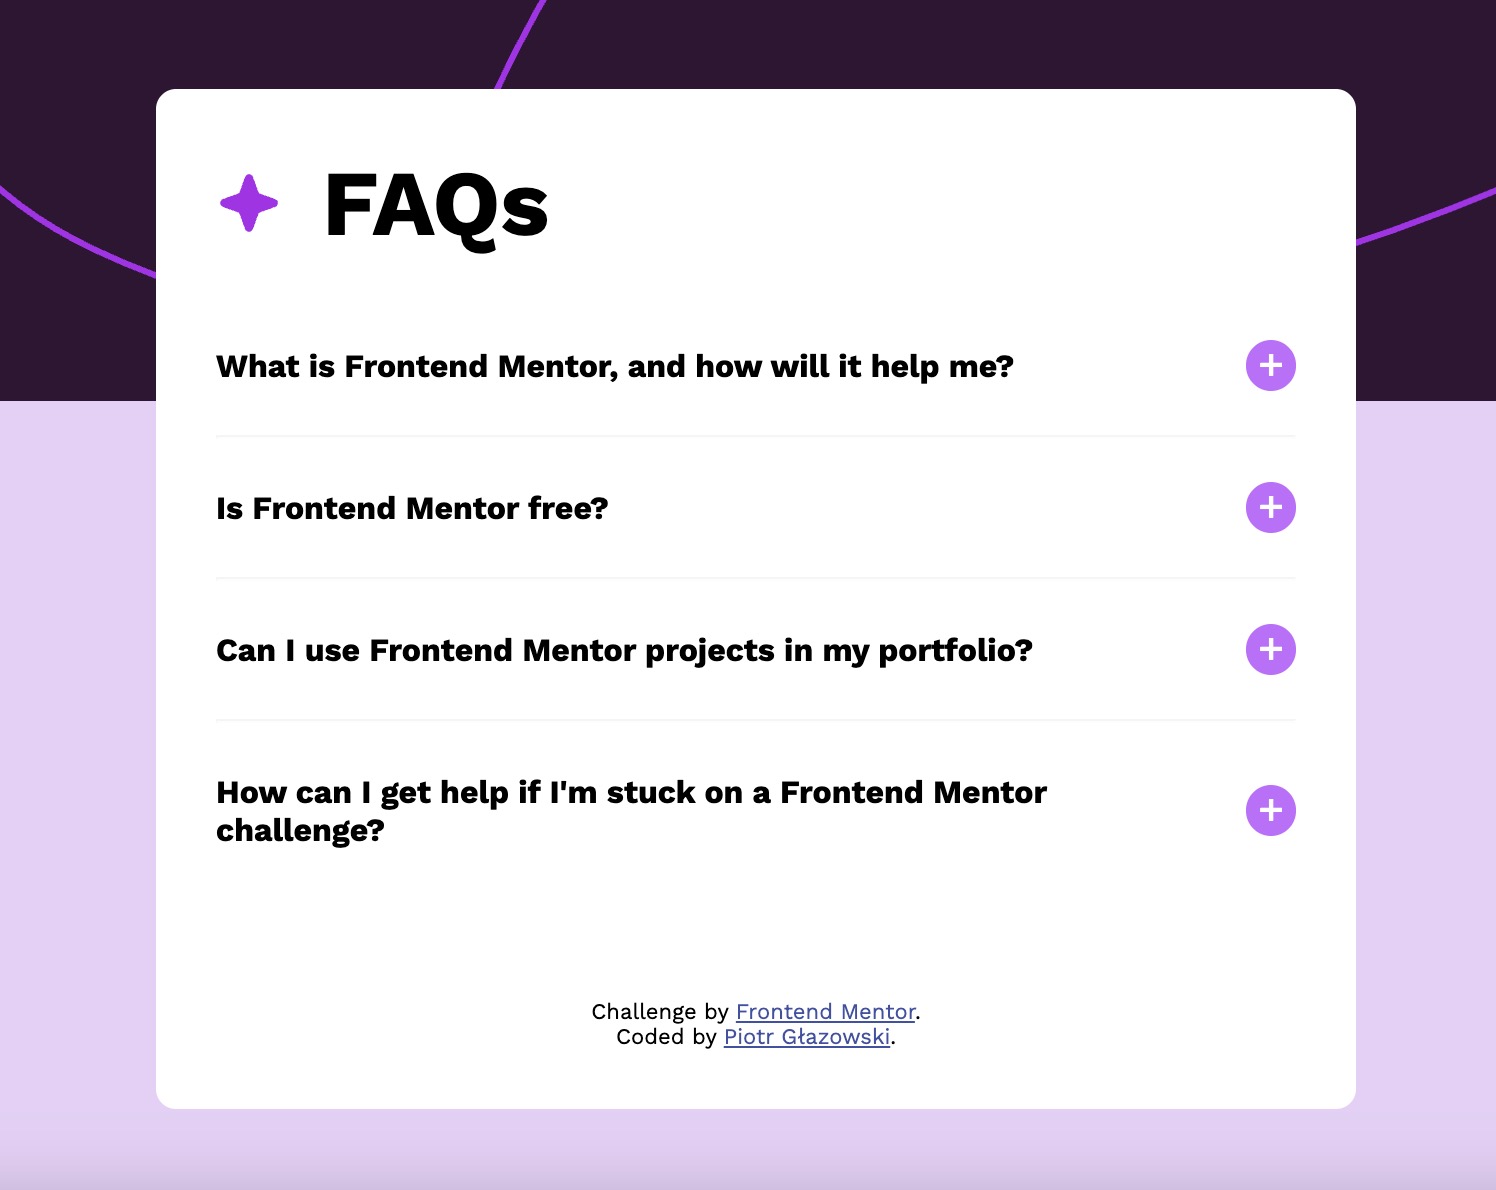 FAQs
What is Frontend Mentor, and how will it help me?
Is Frontend Mentor free?
Can I use Frontend Mentor projects in my portfolio?
How can I get help if I'm stuck on a Frontend Mentor
challenge?
Challenge by Frontend Mentor.
Coded by Piotr Głazowski.